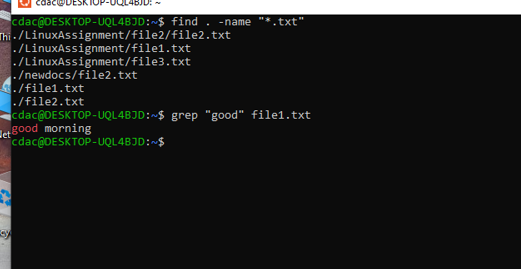 cdac@DESKTOP-UQL4BJD: ~
cdac@DESKTOP-UQL4BJD:~$ find . -name "*.txt"
./LinuxAssignment/file2/file2.txt
./LinuxAssignment/file1.txt
./LinuxAssignment/file3.txt
./newdocs/file2.txt
./file1.txt
./file2.txt
cdac@DESKTOP-UQL4BJD:~$ grep "good" file1.txt
good morning
cdac@DESKTOP-UQL4BJD:~$